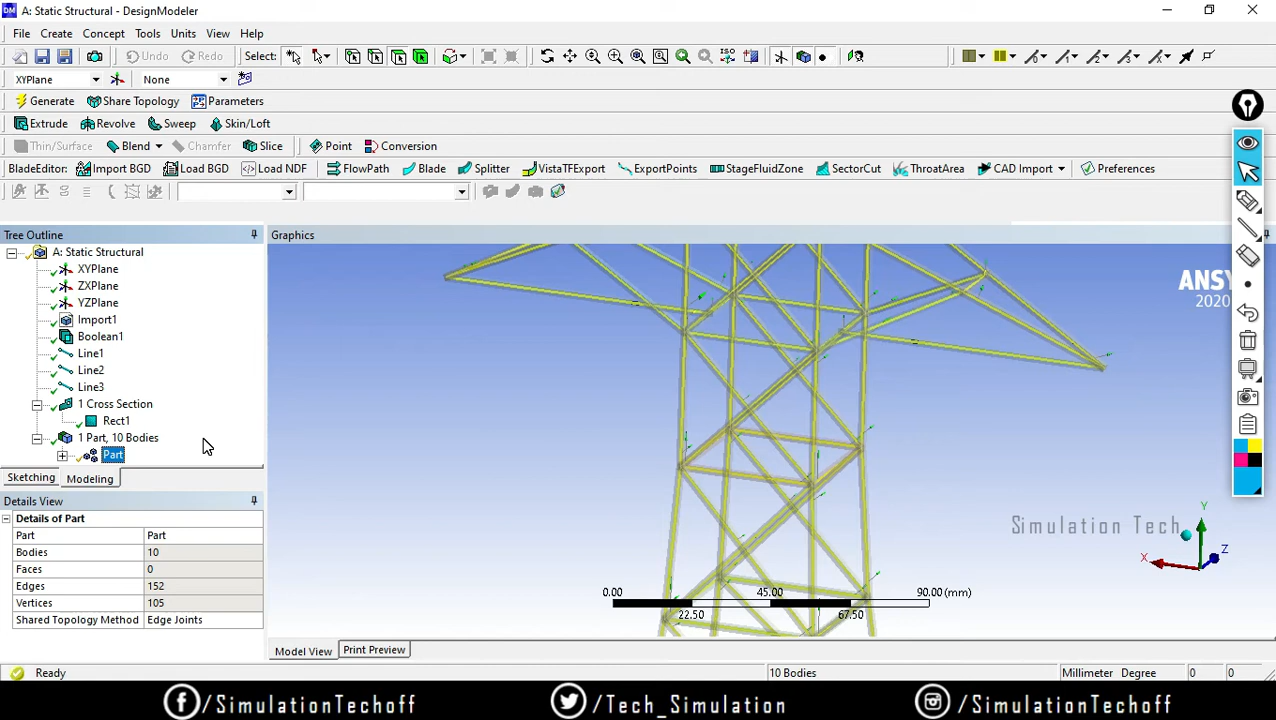 DM A: Static Structural - DesignModeler
File Create Concept Tools Units View Help
Undo Redo Select:
XYPlane None
Generate Share Topology Parameters
Extrude Revolve Sweep Skin/Loft
Thin/Surface Blend Chamfer Slice Point Conversion
BladeEditor: Import BGD Load BGD Load NDF FlowPath Blade Splitter VistaTFExport ExportPoints StageFluidZone SectorCut ThroatArea CAD Import Preferences
Tree Outline
A: Static Structural
XYPlane
ZXPlane
YZPlane
Import1
Boolean1
Line1
Line2
Line3
1 Cross Section
Rect1
1 Part, 10 Bodies
Part
Sketching Modeling
Details View
Details of Part
Part Part
Bodies 10
Faces 0
Edges 152
Vertices 105
Shared Topology Method Edge Joints
Graphics
ANSY
2020
Simulation Tech
Y
X Z
0.00 45.00 90.00 (mm)
22.50 67.50
Model View Print Preview
Ready 10 Bodies Millimeter Degree 0 0
/SimulationTechoff /Tech_Simulation /SimulationTechoff